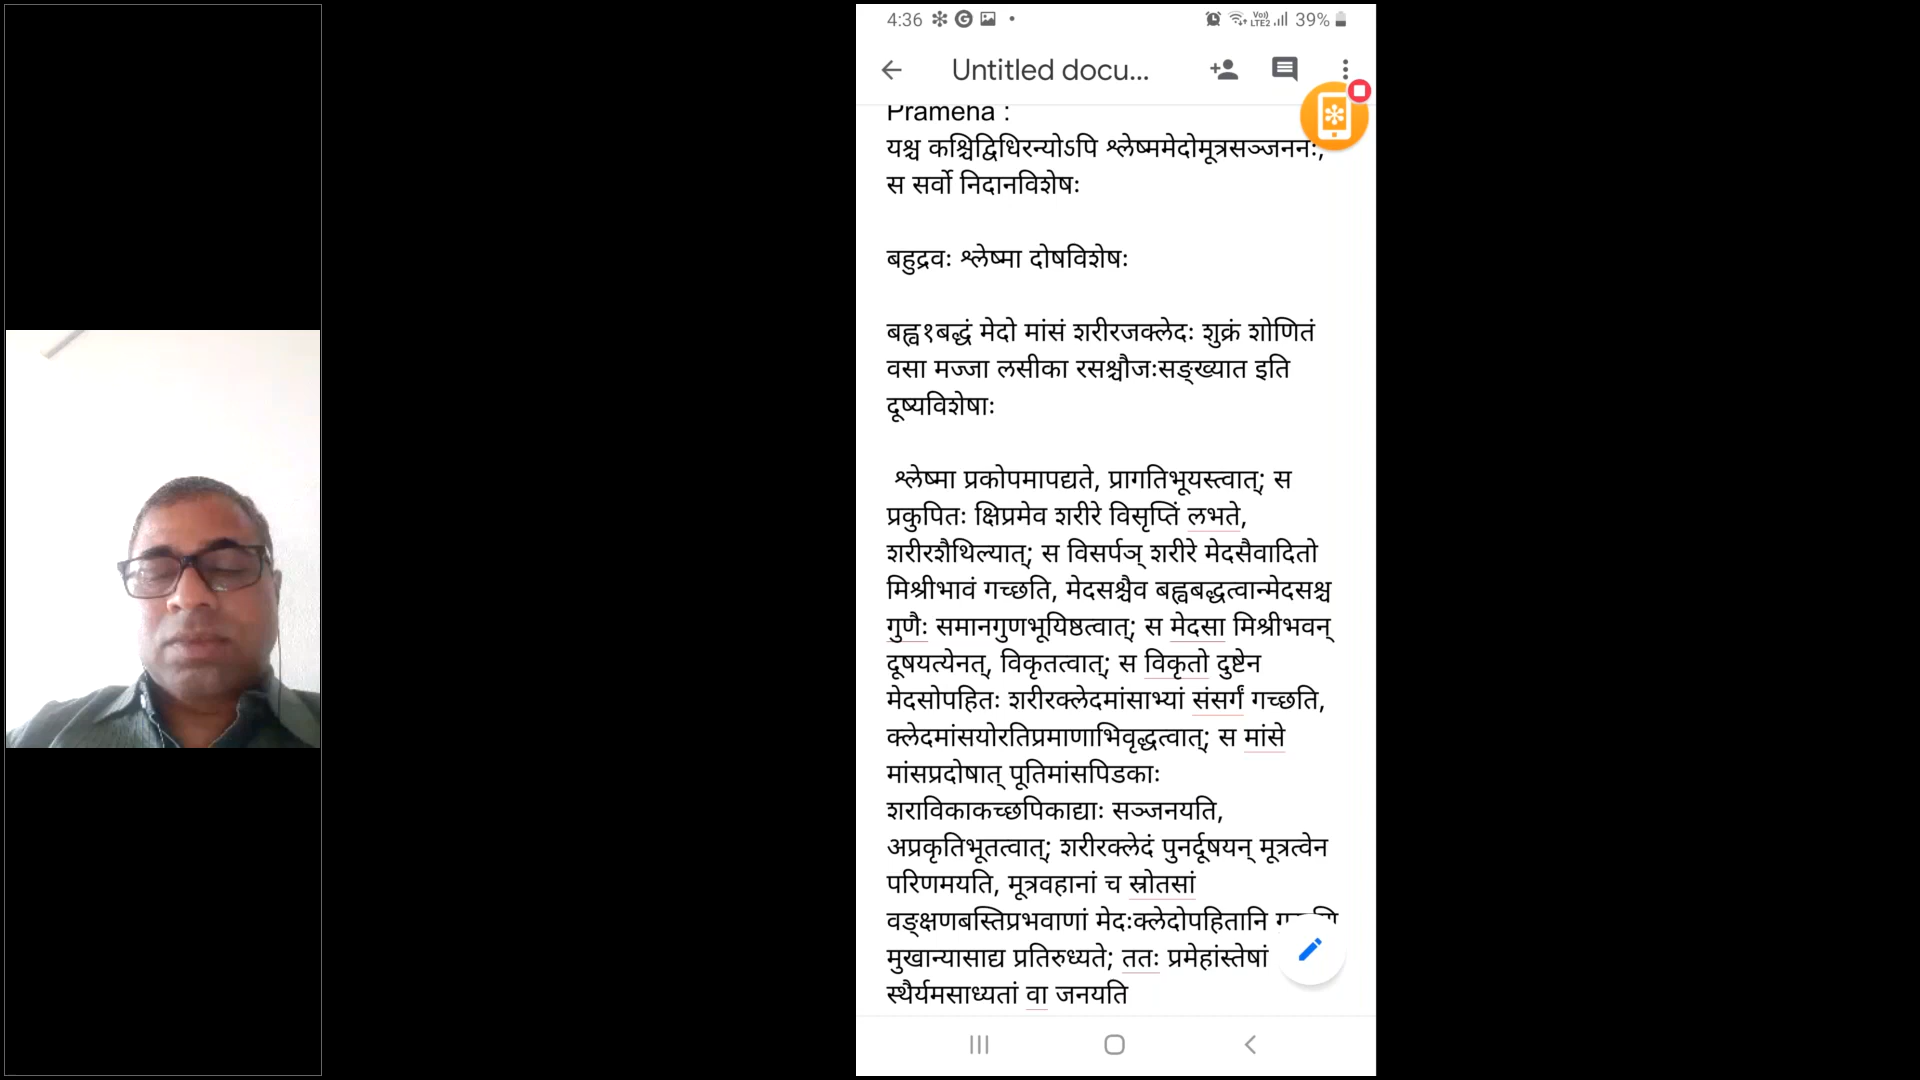 4:36
Vo)) LTE2 39%
Untitled docu...
Prameha :
यश्च कश्चिद्विधिरन्योऽपि श्लेष्ममेदोमूत्रसञ्जननः,
स सर्वो निदानविशेषः
बहुद्रवः श्लेष्मा दोषविशेषः
बह्व१बद्धं मेदो मांसं शरीरजक्लेदः शुक्रं शोणितं
वसा मज्जा लसीका रसश्चौजःसङ्ख्यात इति
दूष्यविशेषाः
श्लेष्मा प्रकोपमापद्यते, प्रागतिभूयस्त्वात्; स
प्रकुपितः क्षिप्रमेव शरीरे विसृप्तिं लभते,
शरीरशैथिल्यात्; स विसर्पञ् शरीरे मेदसैवादितो
मिश्रीभावं गच्छति, मेदसश्चैव बह्वबद्धत्वान्मेदसश्च
गुणैः समानगुणभूयिष्ठत्वात्; स मेदसा मिश्रीभवन्
दूषयत्येनत्, विकृतत्वात्; स विकृतो दुष्टेन
मेदसोपहितः शरीरक्लेदमांसाभ्यां संसर्गं गच्छति,
क्लेदमांसयोरतिप्रमाणाभिवृद्धत्वात्; स मांसे
मांसप्रदोषात् पूतिमांसपिडकाः
शराविकाकच्छपिकाद्याः सञ्जनयति,
अप्रकृतिभूतत्वात्; शरीरक्लेदं पुनर्दूषयन् मूत्रत्वेन
परिणमयति, मूत्रवहानां च स्रोतसां
वङ्क्षणबस्तिप्रभवाणां मेदःक्लेदोपहितानि
मुखान्यासाद्य प्रतिरुध्यते; ततः प्रमेहांस्तेषां
स्थैर्यमसाध्यतां वा जनयति